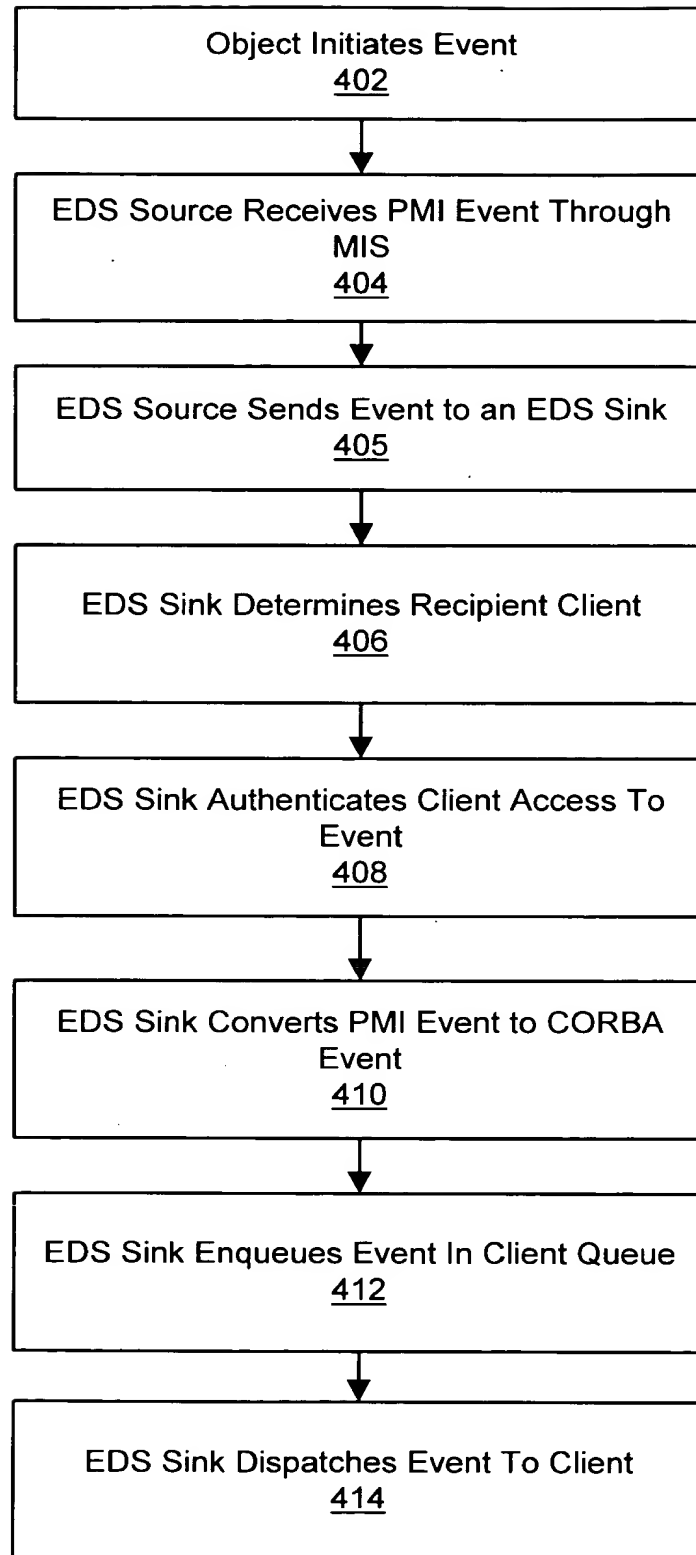 Object Initiates Event
402
EDS Source Receives PMI Event Through
MIS
404
EDS Source Sends Event to an EDS Sink
405
EDS Sink Determines Recipient Client
406
EDS Sink Authenticates Client Access To
Event
408
EDS Sink Converts PMI Event to CORBA
Event
410
EDS Sink Enqueues Event In Client Queue
412
EDS Sink Dispatches Event To Client
414